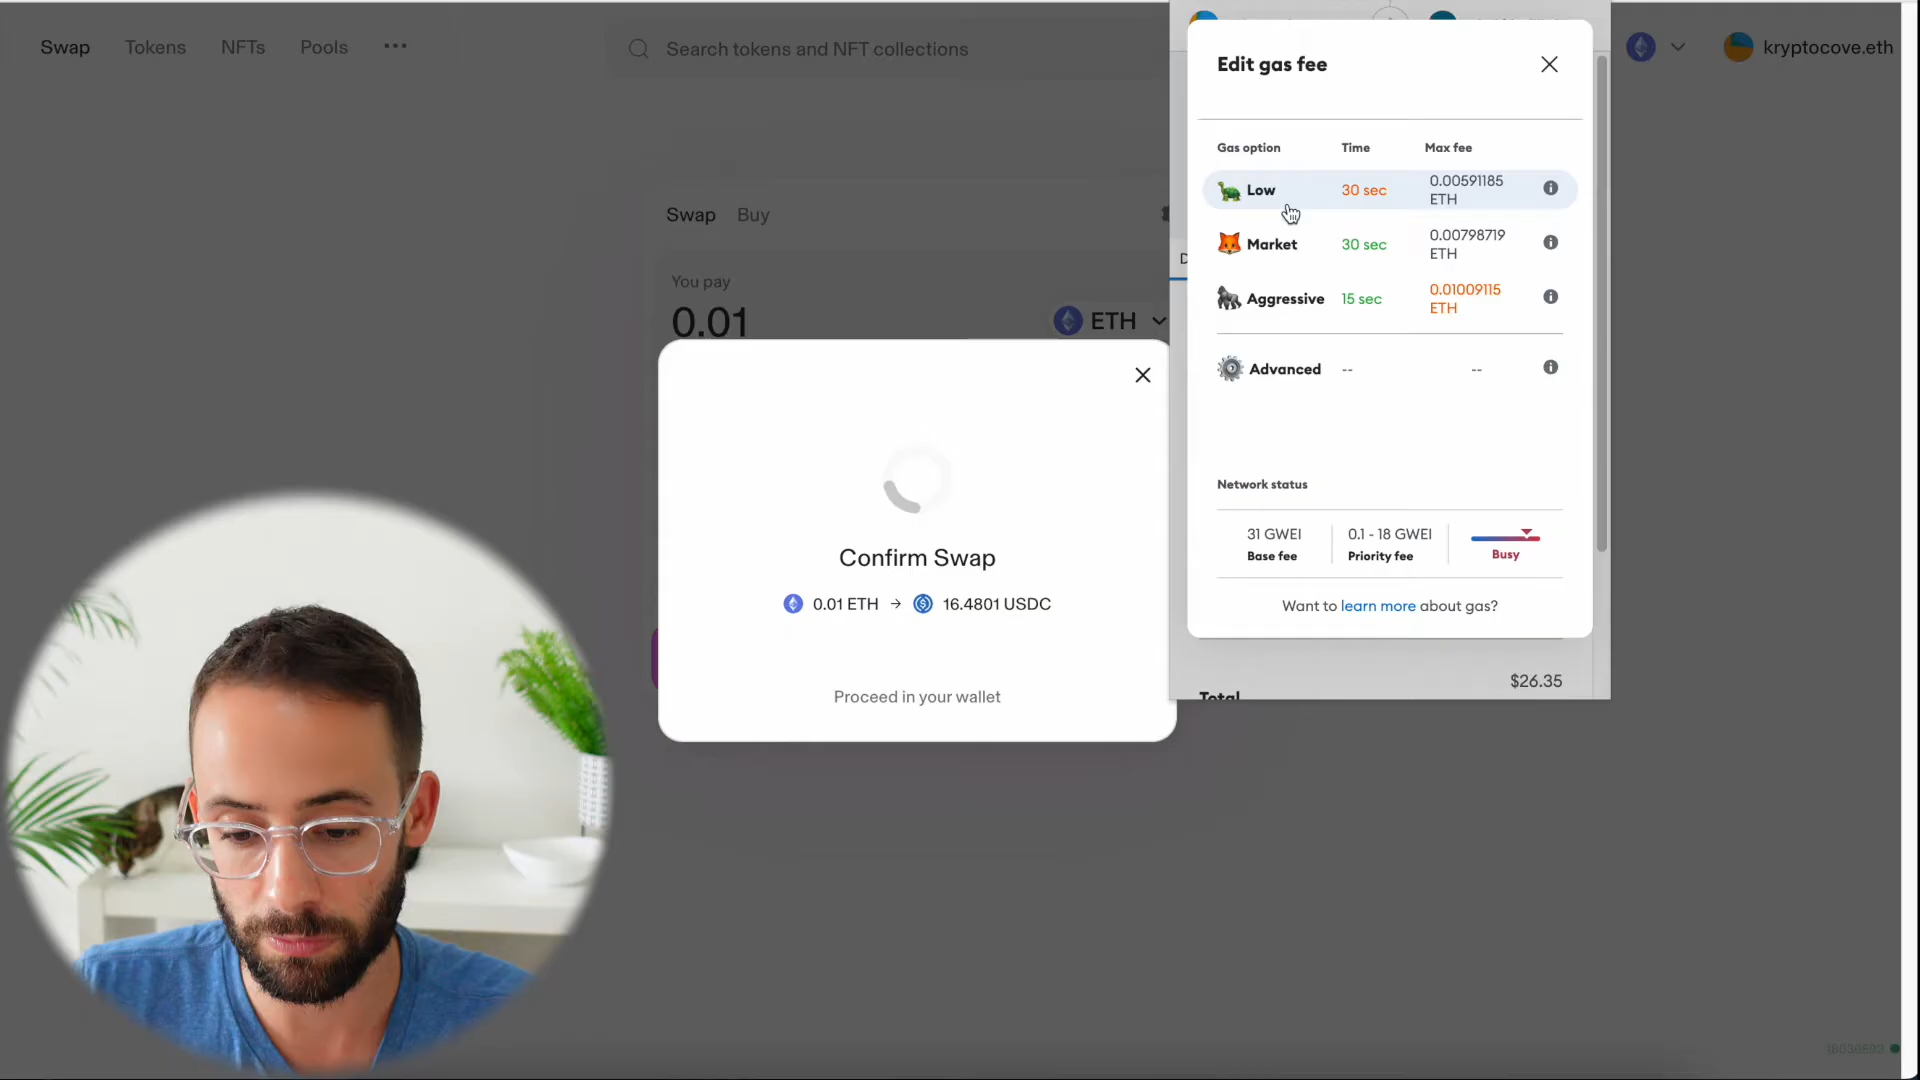 Swap Tokens NFTs Pools
Search tokens and NFT collections
kryptocove.eth
Swap Buy
You pay
0.01 ETH
Confirm Swap
0.01 ETH → 16.4801 USDC
Proceed in your wallet
Edit gas fee
Gas option Time Max fee
Low 30 sec 0.00591185 ETH
Market 30 sec 0.00798719 ETH
Aggressive 15 sec 0.01009115 ETH
Advanced -- --
Network status
31 GWEI 0.1 - 18 GWEI
Base fee Priority fee Busy
Want to learn more about gas?
$26.35
Total